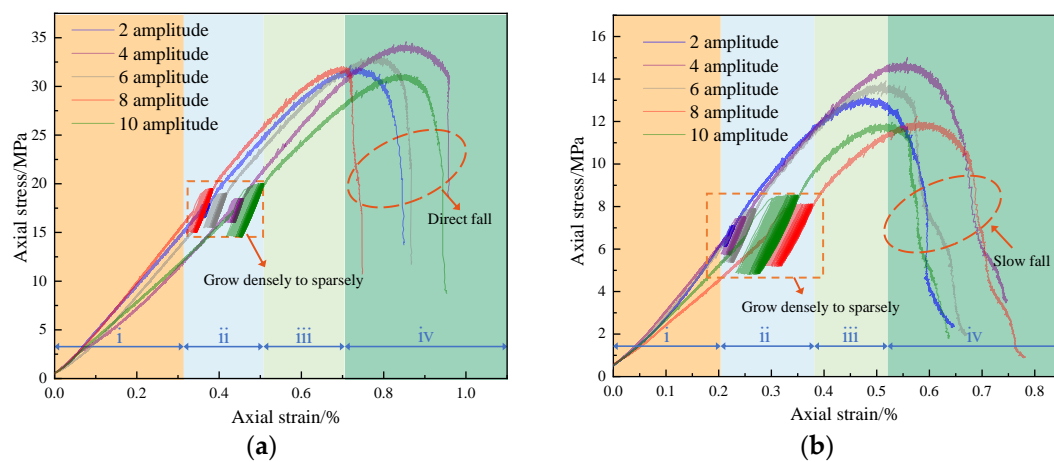 35
30
25
20
15
10
5
0
Axial stress/MPa
2 amplitude
4 amplitude
6 amplitude
8 amplitude
10 amplitude
Direct fall
Grow densely to sparsely
i
ii
iii
iv
0.0
0.2
0.4
0.6
0.8
1.0
Axial strain/%
(a)
16
14
12
10
8
6
4
2
0
Axial stress/MPa
2 amplitude
4 amplitude
6 amplitude
8 amplitude
10 amplitude
Slow fall
Grow densely to sparsely
i
ii
iii
iv
0.0
0.1
0.2
0.3
0.4
0.5
0.6
0.7
0.8
Axial strain/%
(b)